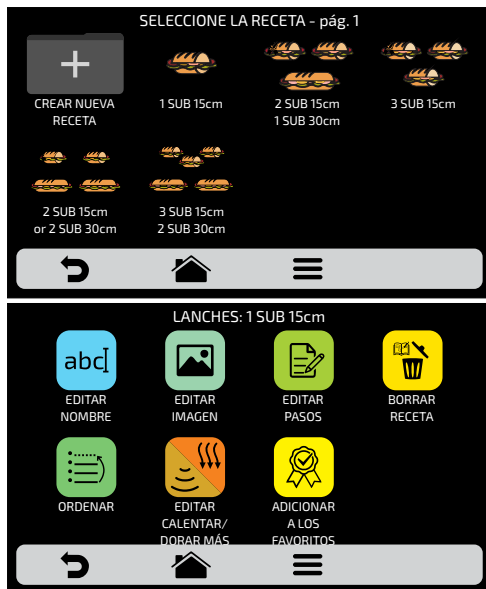 SELECCIONE LA RECETA - pág. 1
CREAR NUEVA
RECETA
1 SUB 15cm
2 SUB 15cm
1 SUB 30cm
3 SUB 15cm
2 SUB 15cm
or 2 SUB 30cm
3 SUB 15cm
2 SUB 30cm
LANCHES: 1 SUB 15cm
abc
EDITAR
NOMBRE
EDITAR
IMAGEN
EDITAR
PASOS
BORRAR
RECETA
ORDENAR
EDITAR
CALENTAR/
DORAR MÁS
ADICIONAR
A LOS
FAVORITOS